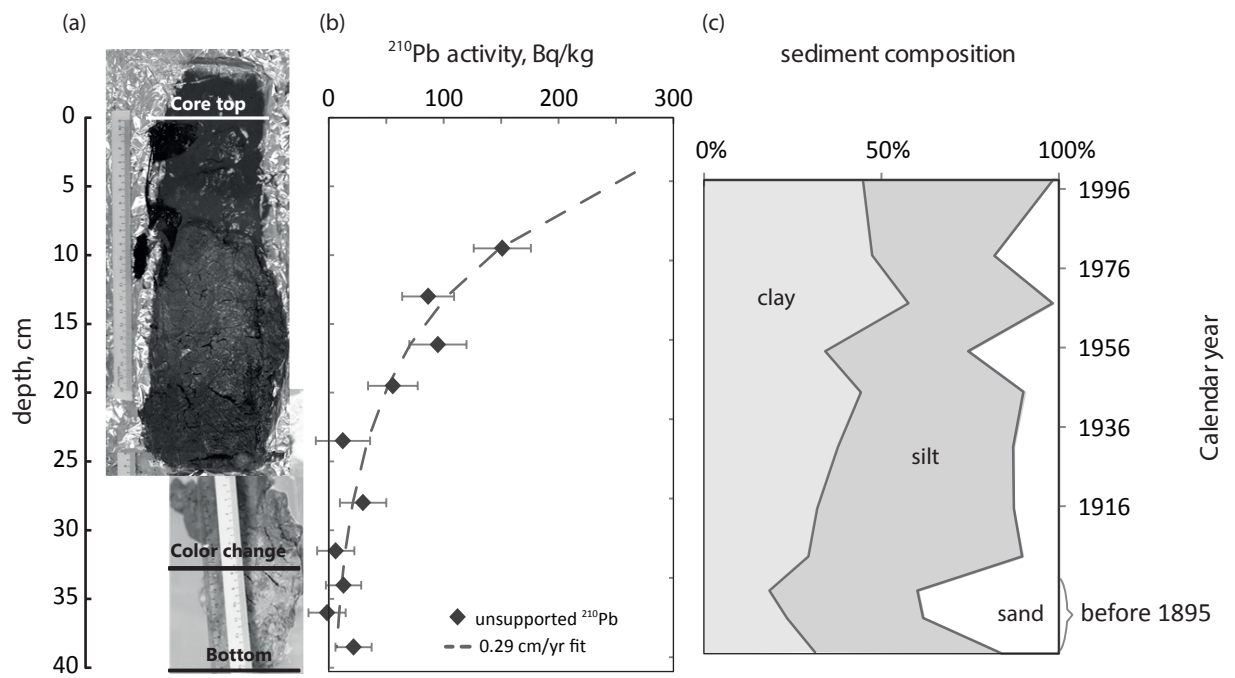 (a)
(b)
(c)
²¹⁰Pb activity, Bq/kg
sediment composition
0 100 200 300
0% 50% 100%
depth, cm
0
5
10
15
20
25
30
35
40
Core top
Color change
Bottom
unsupported ²¹⁰Pb
0.29 cm/yr fit
clay
silt
sand
1996
1976
1956
1936
1916
before 1895
Calendar year